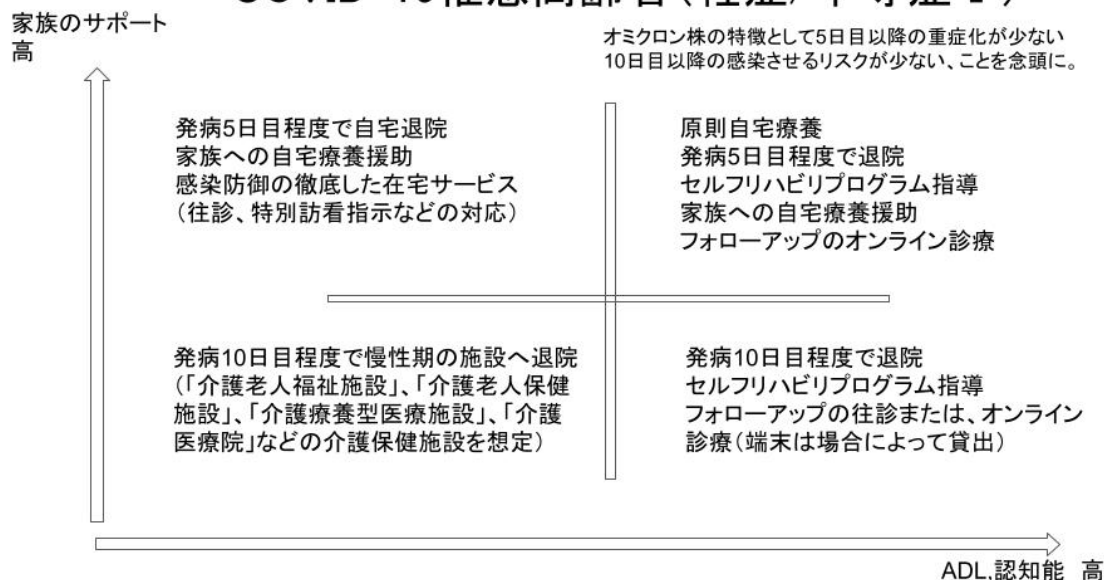 家族のサポート
高
オミクロン株の特徴として5日目以降の重症化が少ない
10日目以降の感染させるリスクが少ない、ことを念頭に。
発病5日目程度で自宅退院
家族への自宅療養援助
感染防御の徹底した在宅サービス
(往診、特別訪看指示などの対応)
原則自宅療養
発病5日目程度で退院
セルフリハビリプログラム指導
家族への自宅療養援助
フォローアップのオンライン診療
発病10日目程度で慢性期の施設へ退院
(「介護老人福祉施設」、「介護老人保健
施設」、「介護療養型医療施設」、「介護
医療院」などの介護保健施設を想定)
発病10日目程度で退院
セルフリハビリプログラム指導
フォローアップの往診または、オンライン
診療(端末は場合によって貸出)
ADL,認知能 高